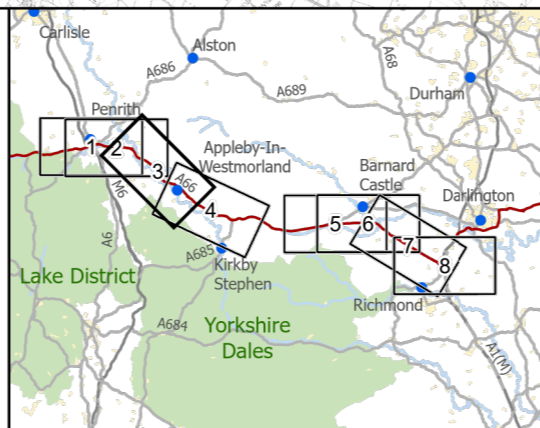 Carlisle
Alston
A686
A68
A689
Durham
Penrith
1
2
Appleby-In-
Westmorland
3
A66
4
Barnard
Castle
Darlington
5
6
7
8
M6
A6
A685
Kirkby
Stephen
Lake District
Richmond
A684
Yorkshire
Dales
A1(M)